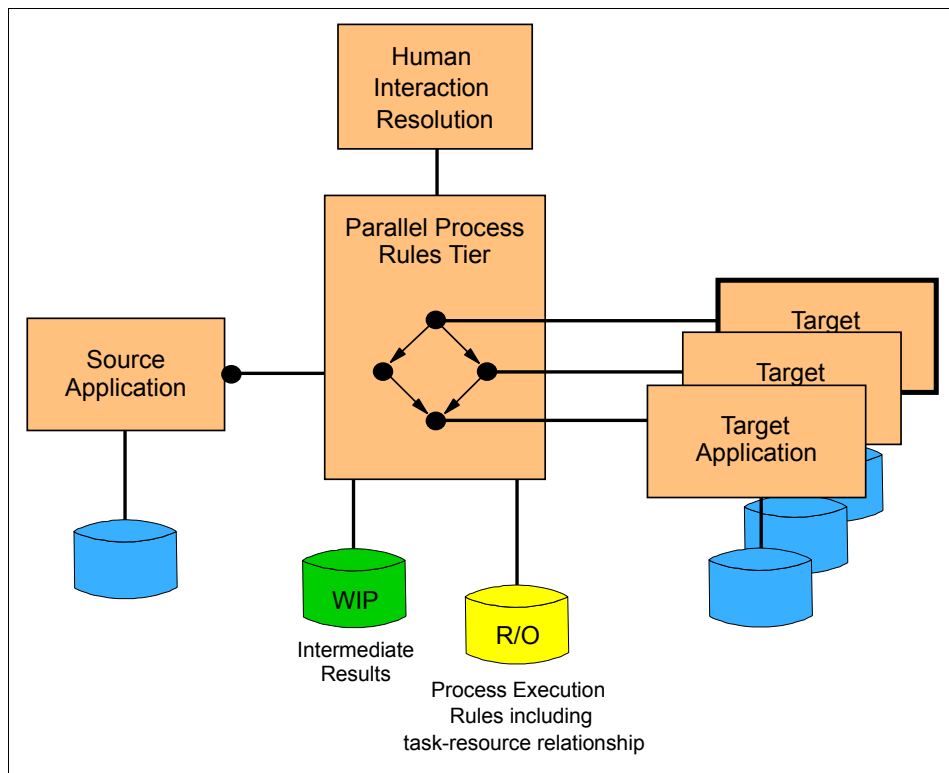 Human
Interaction
Resolution
Parallel Process
Rules Tier
Source
Application
Target
Target
Target
Application
WIP
Intermediate
Results
R/O
Process Execution
Rules including
task-resource relationship